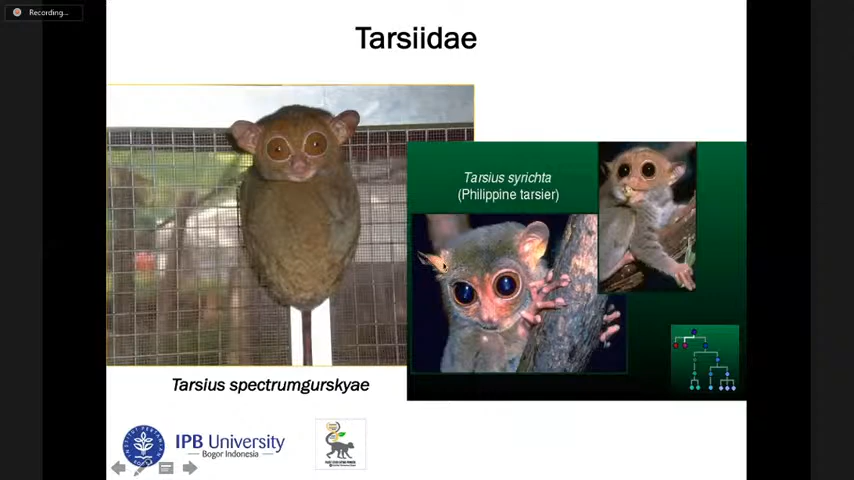 Recording...
Tarsiidae
Tarsius syrichta
(Philippine tarsier)
Tarsius spectrumgurskyae
IPB University
Bogor Indonesia